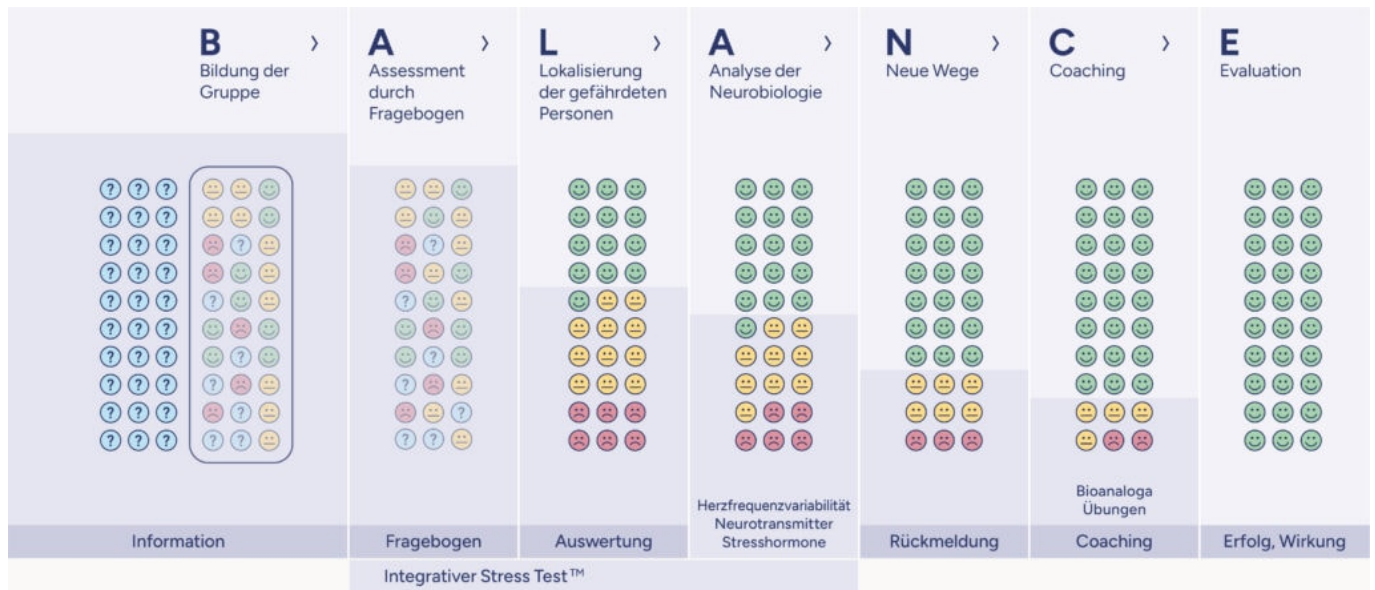 B ›
Bildung der
Gruppe
A ›
Assessment
durch
Fragebogen
L ›
Lokalisierung
der gefährdeten
Personen
A ›
Analyse der
Neurobiologie
N ›
Neue Wege
C ›
Coaching
E
Evaluation
? ? ?
? ? ?
? ? ? ? ?
? ? ?
? ? ? ? ?
? ? ?
? ? ? ? ?
? ? ? ? ?
? ? ? ? ?
? ? ? ? ? ? ?
Herzfrequenzvariabilität
Neurotransmitter
Stresshormone
Bioanaloga
Übungen
Information
Fragebogen
Auswertung
Rückmeldung
Coaching
Erfolg, Wirkung
Integrativer Stress Test™